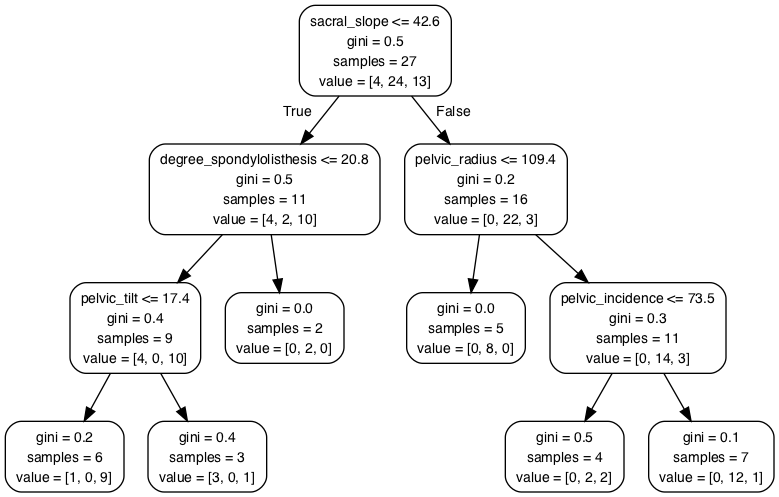 sacral_slope <= 42.6
gini = 0.5
samples = 27
value = [4, 24, 13]
True
False
degree_spondylolisthesis <= 20.8
gini = 0.5
samples = 11
value = [4, 2, 10]
pelvic_radius <= 109.4
gini = 0.2
samples = 16
value = [0, 22, 3]
pelvic_tilt <= 17.4
gini = 0.4
samples = 9
value = [4, 0, 10]
gini = 0.0
samples = 2
value = [0, 2, 0]
gini = 0.0
samples = 5
value = [0, 8, 0]
pelvic_incidence <= 73.5
gini = 0.3
samples = 11
value = [0, 14, 3]
gini = 0.2
samples = 6
value = [1, 0, 9]
gini = 0.4
samples = 3
value = [3, 0, 1]
gini = 0.5
samples = 4
value = [0, 2, 2]
gini = 0.1
samples = 7
value = [0, 12, 1]